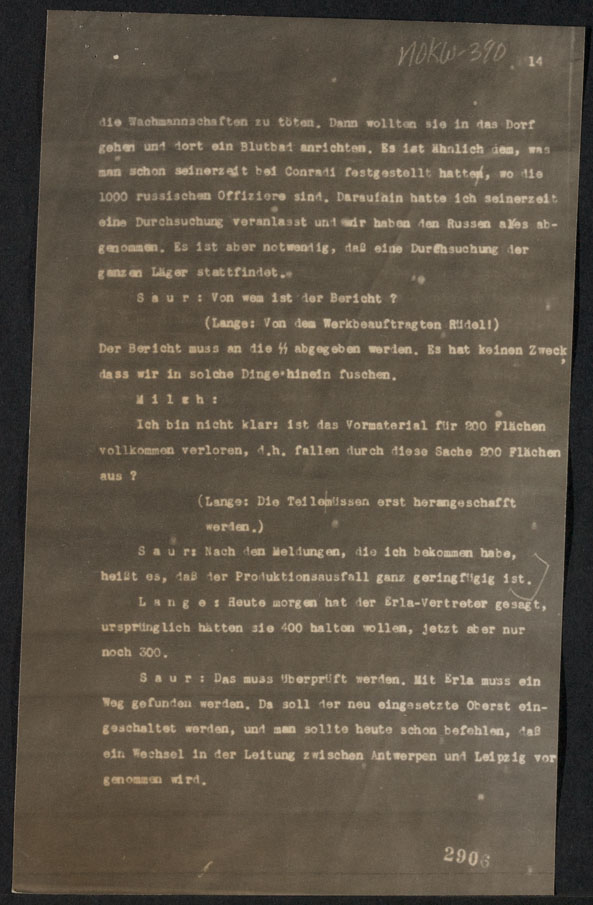 NOKW-390 14
die Wachmannschaften zu töten. Dann wollten sie in das Dorf
gehen und dort ein Blutbad anrichten. Es ist ähnlich dem, was
man schon seinerzeit bei Conradi festgestellt hatten, wo die
1000 russischen Offiziere sind. Daraufhin hatte ich seinerzeit
eine Durchsuchung veranlasst und wir haben den Russen alles ab-
genommen. Es ist aber notwendig, daß eine Durchsuchung der
ganzen Läger stattfindet.
S a u r : Von wem ist der Bericht ?
(Lange: Von dem Werkbeauftragten Rüdel!)
Der Bericht muss an die ᛋᛋ abgegeben werden. Es hat keinen Zweck,
dass wir in solche Dinge hinein fuschen.
M i l c h :
Ich bin nicht klar: ist das Vormaterial für 200 Flächen
vollkommen verloren, d.h. fallen durch diese Sache 200 Flächen
aus ?
(Lange: Die Teile müssen erst herangeschafft
werden.)
S a u r : Nach den Meldungen, die ich bekommen habe,
heißt es, daß der Produktionsausfall ganz geringfügig ist.
L a n g e : Heute morgen hat der Erla-Vertreter gesagt,
ursprünglich hätten sie 400 halten wollen, jetzt aber nur
noch 300.
S a u r : Das muss überprüft werden. Mit Erla muss ein
Weg gefunden werden. Da soll der neu eingesetzte Oberst ein-
geschaltet werden, und man sollte heute schon befehlen, daß
ein Wechsel in der Leitung zwischen Antwerpen und Leipzig vor
genommen wird.
2906